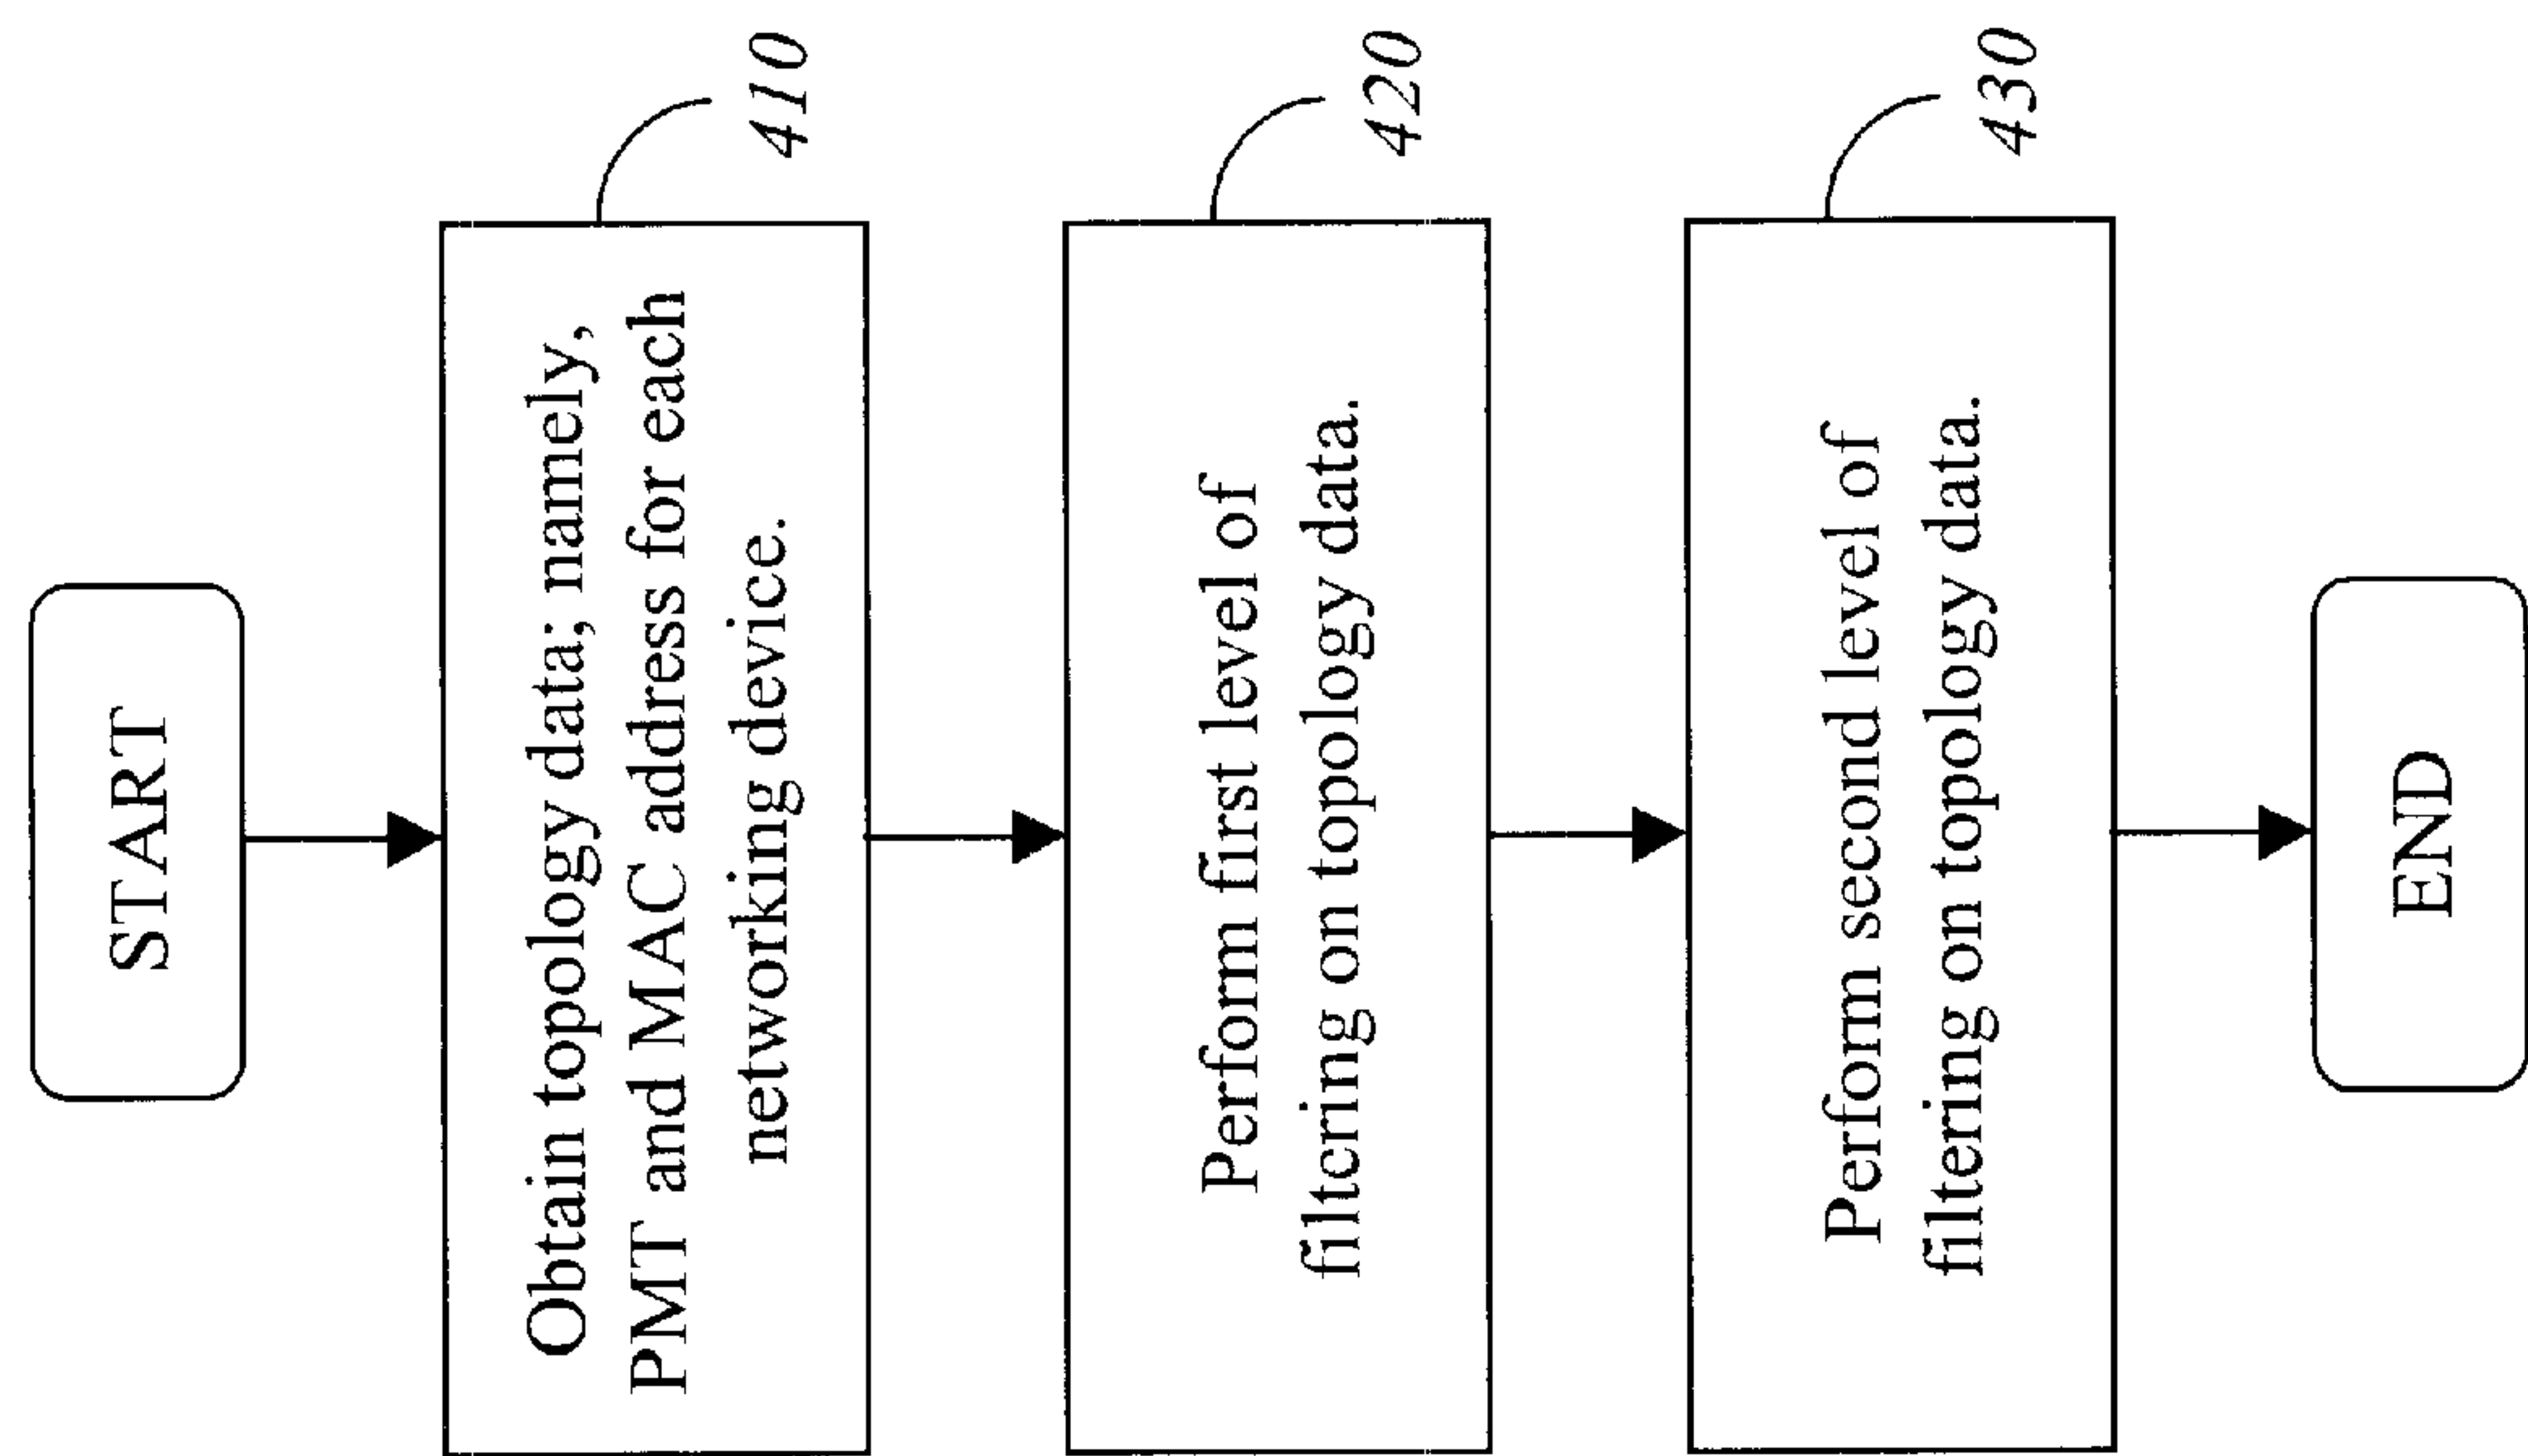 START
Obtain topology data; namely,
PMT and MAC address for each
networking device.
410
Perform first level of
filtering on topology data.
420
Perform second level of
filtering on topology data.
430
END